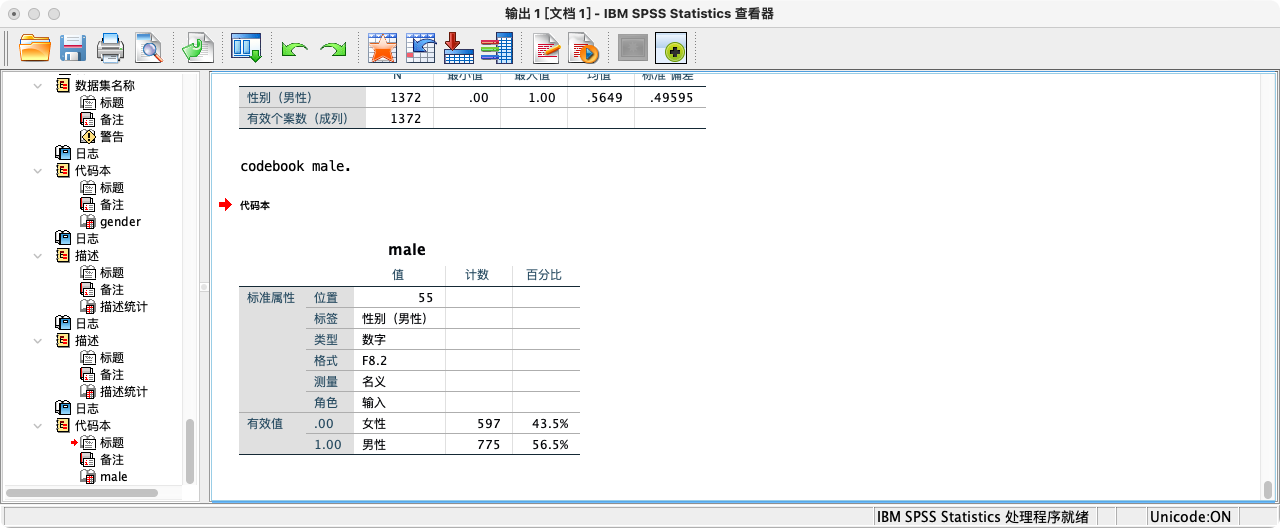 输出 1 [文档 1] - IBM SPSS Statistics 查看器
数据集名称
标题
备注
警告
日志
代码本
标题
备注
gender
日志
描述
标题
备注
描述统计
日志
描述
标题
备注
描述统计
日志
代码本
标题
备注
male
N 最小值 最大值 均值 标准 偏差
性别（男性） 1372 .00 1.00 .5649 .49595
有效个案数（成列） 1372
codebook male.
代码本
male
值 计数 百分比
标准属性 位置 55
标签 性别（男性）
类型 数字
格式 F8.2
测量 名义
角色 输入
有效值 .00 女性 597 43.5%
1.00 男性 775 56.5%
IBM SPSS Statistics 处理程序就绪 Unicode:ON